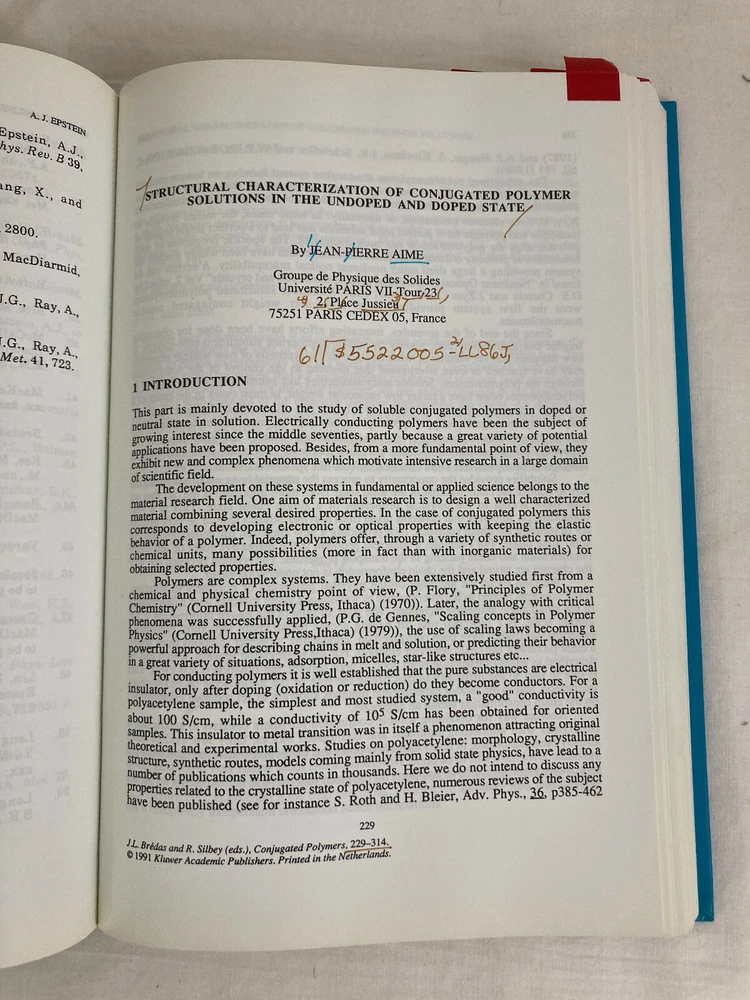 A. J. EPSTEIN
Epstein, A.J.,
hys. Rev. B 39,
ang, X., and
2800.
MacDiarmid,
J.G., Ray, A.,
J.G., Ray, A.,
Met. 41, 723.
STRUCTURAL CHARACTERIZATION OF CONJUGATED POLYMER
SOLUTIONS IN THE UNDOPED AND DOPED STATE
By JEAN-PIERRE AIME
Groupe de Physique des Solides
Université PARIS VII-Tour 23
2, Place Jussieu
75251 PARIS CEDEX 05, France
1 INTRODUCTION
This part is mainly devoted to the study of soluble conjugated polymers in doped or
neutral state in solution. Electrically conducting polymers have been the subject of
growing interest since the middle seventies, partly because a great variety of potential
applications have been proposed. Besides, from a more fundamental point of view, they
exhibit new and complex phenomena which motivate intensive research in a large domain
of scientific field.
The development on these systems in fundamental or applied science belongs to the
material research field. One aim of materials research is to design a well characterized
material combining several desired properties. In the case of conjugated polymers this
corresponds to developing electronic or optical properties with keeping the elastic
behavior of a polymer. Indeed, polymers offer, through a variety of synthetic routes or
chemical units, many possibilities (more in fact than with inorganic materials) for
obtaining selected properties.
Polymers are complex systems. They have been extensively studied first from a
chemical and physical chemistry point of view, (P. Flory, "Principles of Polymer
Chemistry" (Cornell University Press, Ithaca) (1970)). Later, the analogy with critical
phenomena was successfully applied, (P.G. de Gennes, "Scaling concepts in Polymer
Physics" (Cornell University Press,Ithaca) (1979)), the use of scaling laws becoming a
powerful approach for describing chains in melt and solution, or predicting their behavior
in a great variety of situations, adsorption, micelles, star-like structures etc...
For conducting polymers it is well established that the pure substances are electrical
insulator, only after doping (oxidation or reduction) do they become conductors. For a
polyacetylene sample, the simplest and most studied system, a "good" conductivity is
about 100 S/cm, while a conductivity of 10⁵ S/cm has been obtained for oriented
samples. This insulator to metal transition was in itself a phenomenon attracting original
theoretical and experimental works. Studies on polyacetylene: morphology, crystalline
structure, synthetic routes, models coming mainly from solid state physics, have lead to a
number of publications which counts in thousands. Here we do not intend to discuss any
properties related to the crystalline state of polyacetylene, numerous reviews of the subject
have been published (see for instance S. Roth and H. Bleier, Adv. Phys., 36, p385-462
229
J.L. Brédas and R. Silbey (eds.), Conjugated Polymers, 229–314.
© 1991 Kluwer Academic Publishers. Printed in the Netherlands.